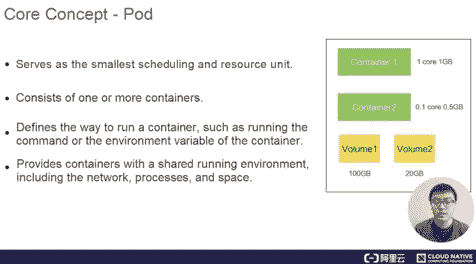 Core Concept - Pod
Serves as the smallest scheduling and resource unit.
Consists of one or more containers.
Defines the way to run a container, such as running the
command or the environment variable of the container.
Provides containers with a shared running environment,
including the network, processes, and space.
Container 1
1 core 1GB
Container2
0.1 core 0.5GB
Volume1
Volume2
100GB
20GB
阿里云
CLOUD NATIVE
COMPUTING FOUNDATION